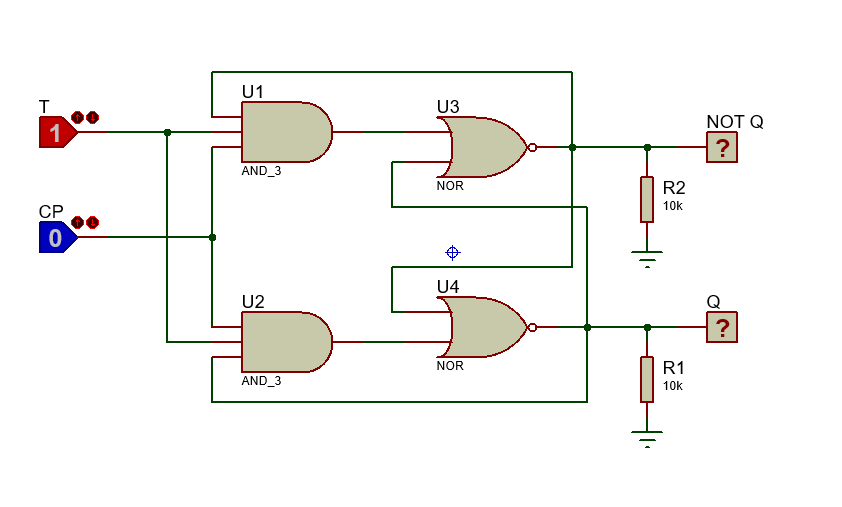 T
1
CP
0
U1
AND_3
U3
NOR
NOT Q
?
R2
10k
U2
AND_3
U4
NOR
Q
?
R1
10k